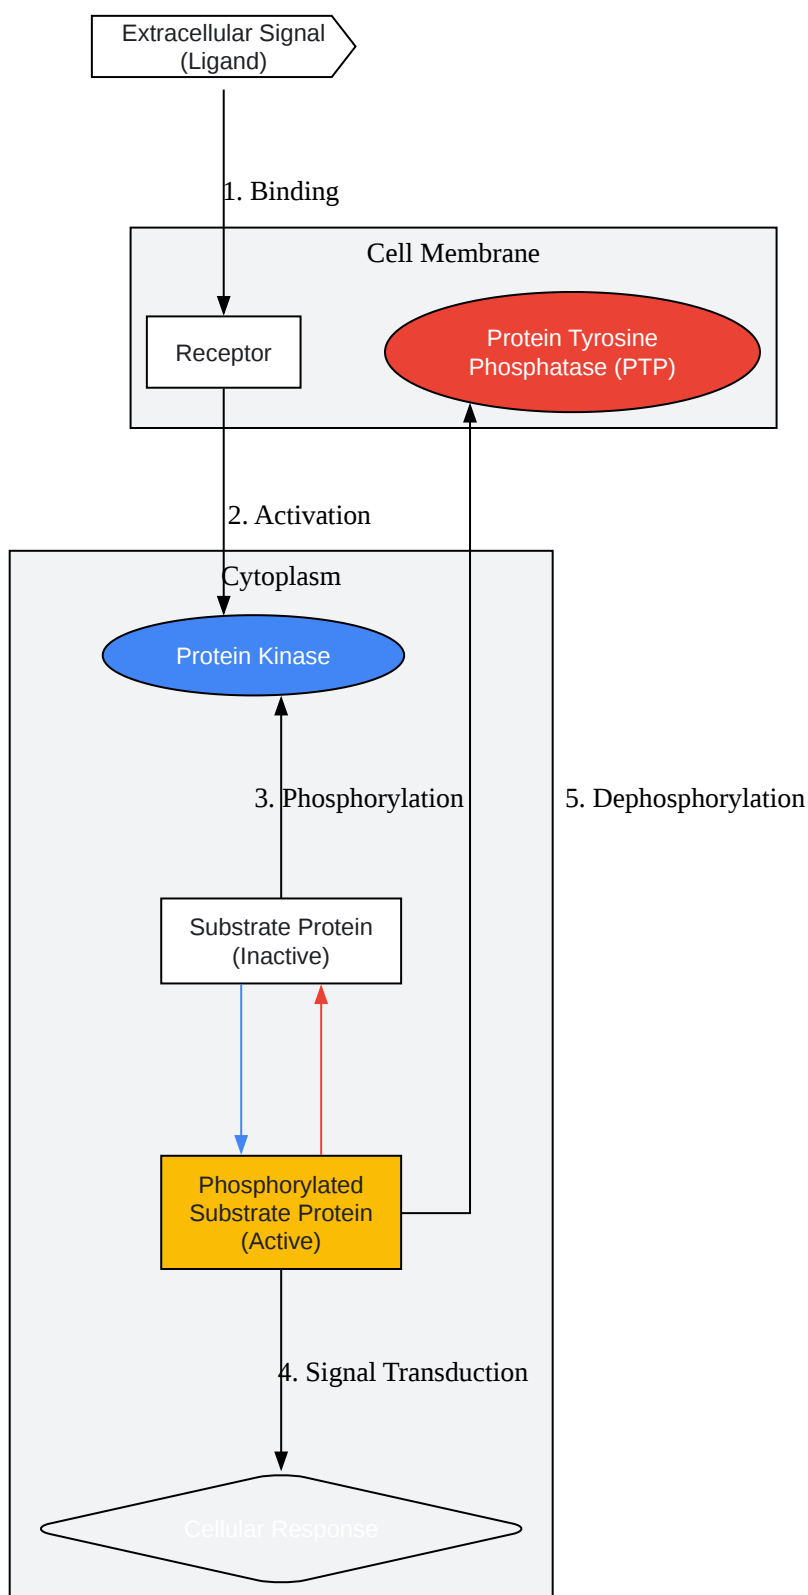 Extracellular Signal
(Ligand)
1. Binding
Cell Membrane
Receptor
Protein Tyrosine
Phosphatase (PTP)
2. Activation
Cytoplasm
Protein Kinase
3. Phosphorylation
5. Dephosphorylation
Substrate Protein
(Inactive)
Phosphorylated
Substrate Protein
(Active)
4. Signal Transduction
Cellular Response